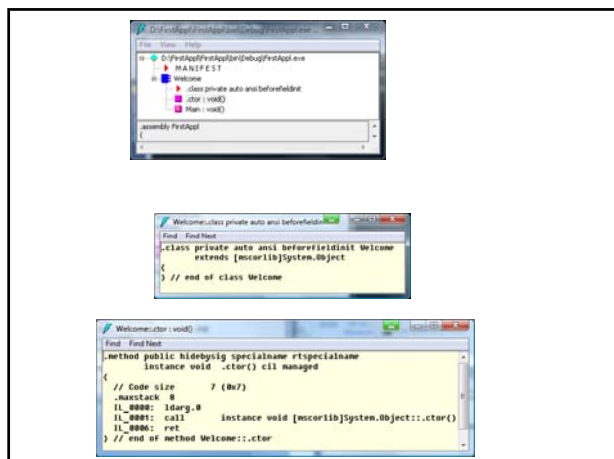 D:\FirstAppl\FirstAppl\bin\Debug\FirstAppl.exe ...
File View Help
D:\FirstAppl\FirstAppl\bin\Debug\FirstAppl.exe
M A N I F E S T
Welcome
.class private auto ansi beforefieldinit
.ctor : void()
Main : void()
.assembly FirstAppl
{
Welcome::.class private auto ansi beforefieldin
Find Find Next
.class private auto ansi beforefieldinit Welcome
extends [mscorlib]System.Object
{
} // end of class Welcome
Welcome::.ctor : void()
Find Find Next
.method public hidebysig specialname rtspecialname
instance void .ctor() cil managed
{
// Code size 7 (0x7)
.maxstack 8
IL_0000: ldarg.0
IL_0001: call instance void [mscorlib]System.Object::.ctor()
IL_0006: ret
} // end of method Welcome::.ctor